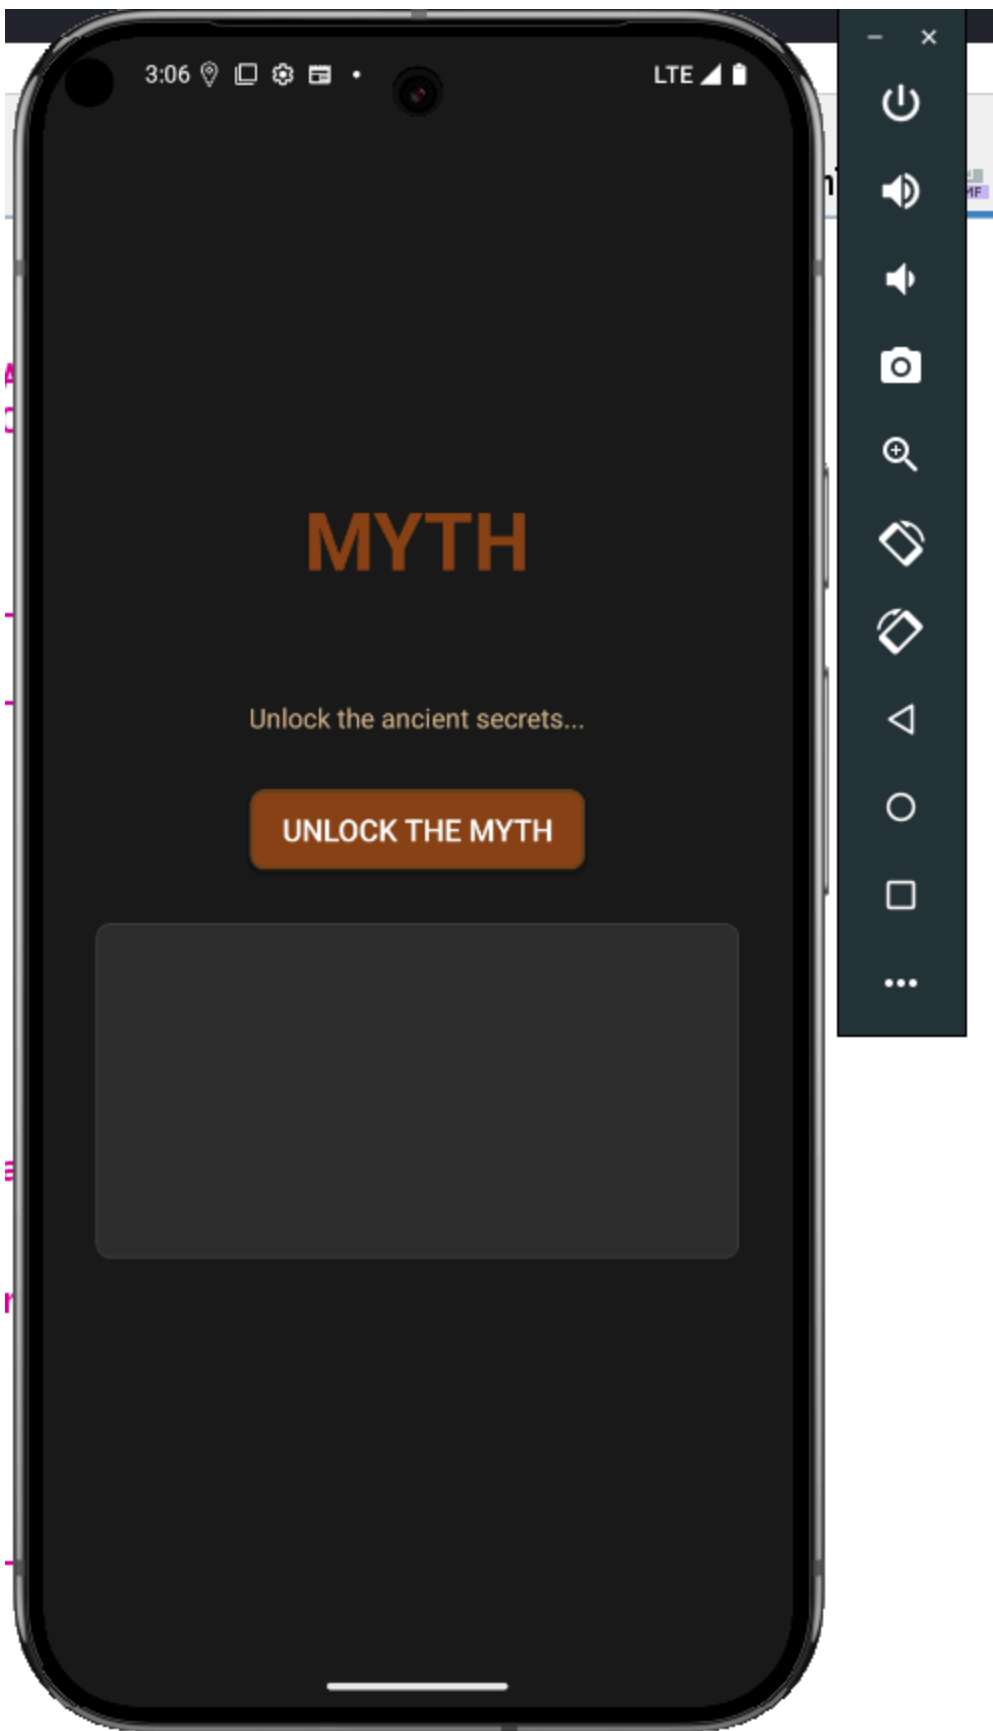 3:06
LTE
MYTH
Unlock the ancient secrets...
UNLOCK THE MYTH